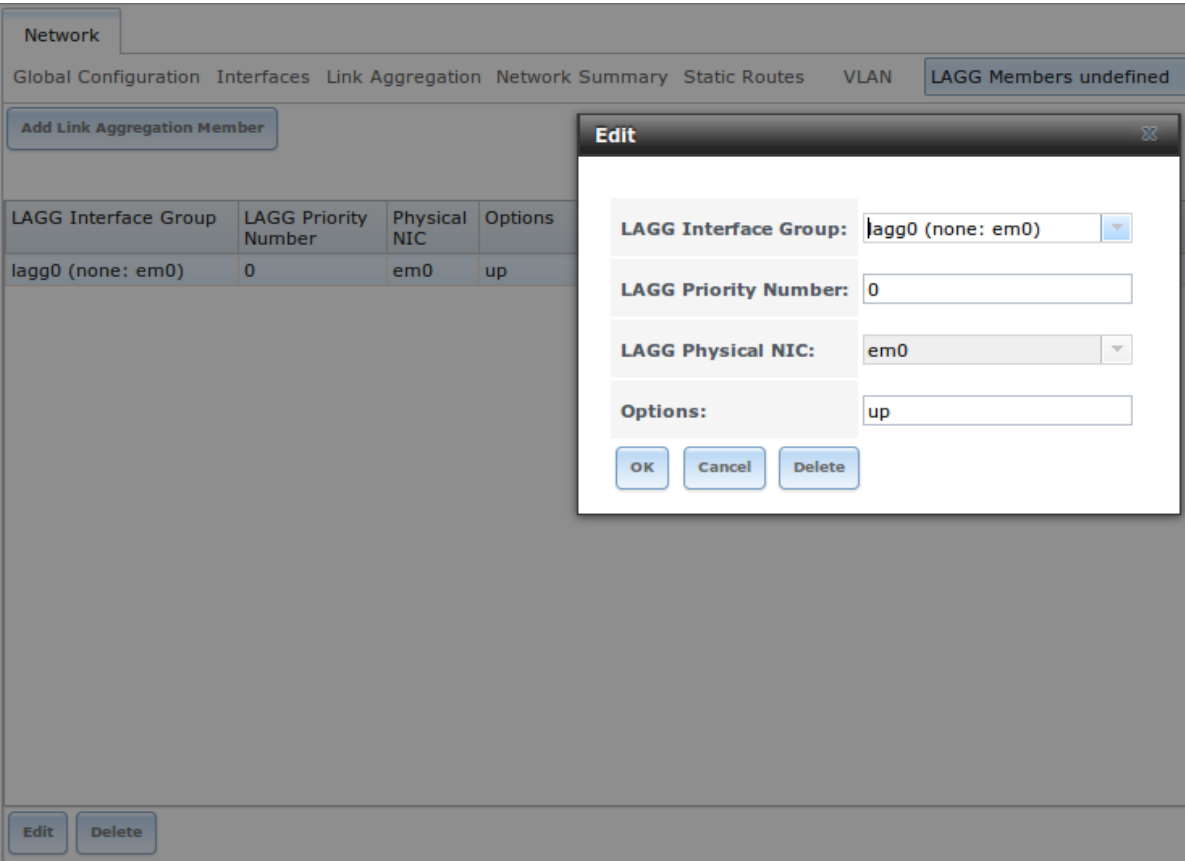 Network
Global Configuration Interfaces Link Aggregation Network Summary Static Routes VLAN LAGG Members undefined
Add Link Aggregation Member
LAGG Interface Group LAGG Priority Number Physical NIC Options
lagg0 (none: em0) 0 em0 up
Edit
LAGG Interface Group: lagg0 (none: em0)
LAGG Priority Number: 0
LAGG Physical NIC: em0
Options: up
OK Cancel Delete
Edit Delete